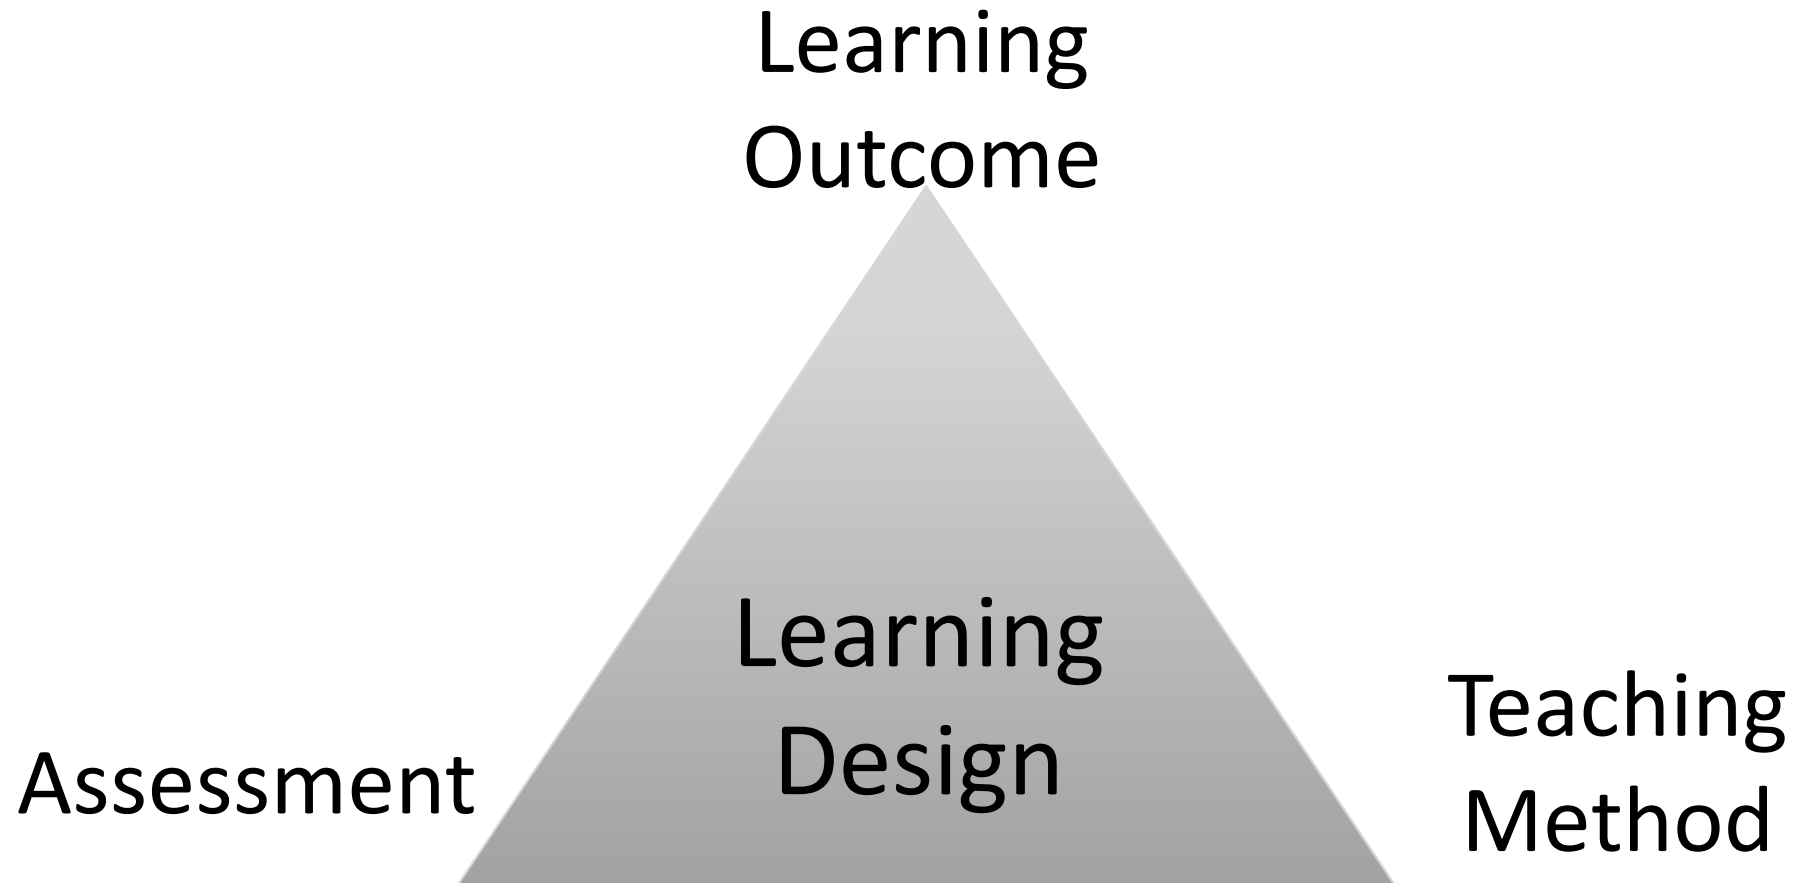 Learning
Outcome
Learning
Design
Assessment
Teaching
Method